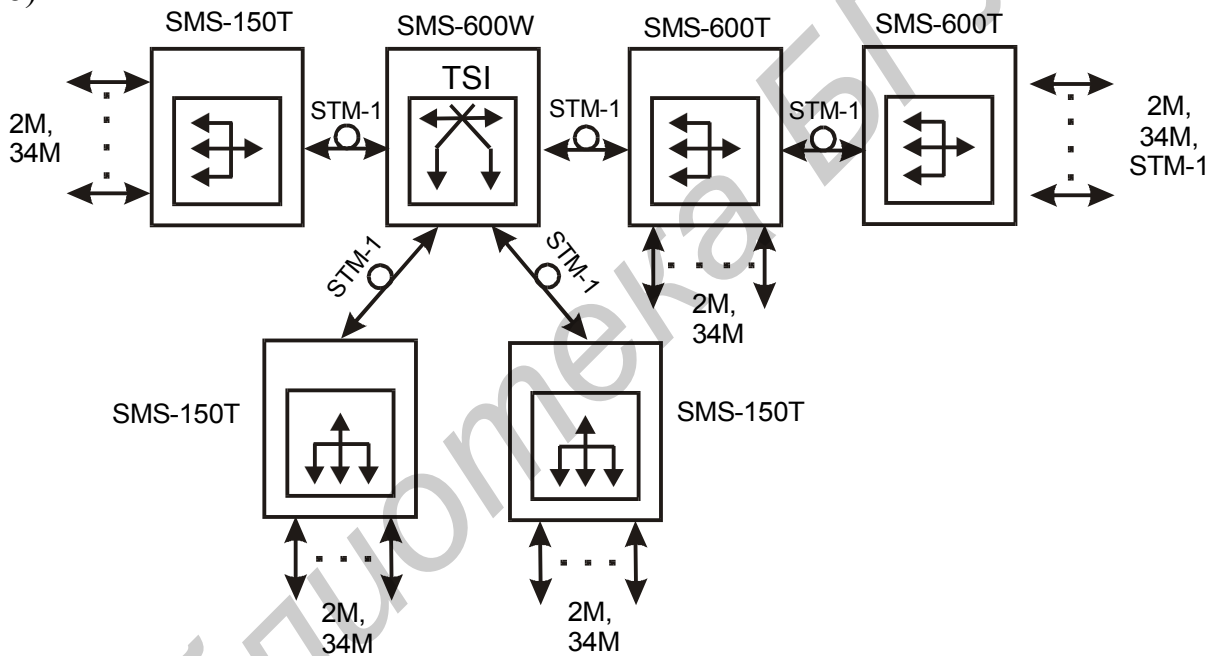 SMS-150T
SMS-600W
SMS-600T
SMS-600T
TSI
STM-1
STM-1
STM-1
2M,
34M
2M,
34M,
STM-1
STM-1
STM-1
2M,
34M
SMS-150T
SMS-150T
2M,
34M
2M,
34M